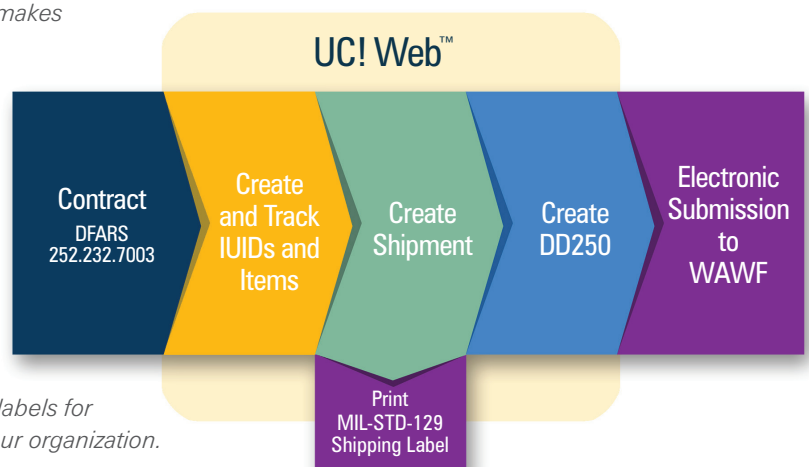 makes
UC! Web™
Contract
DFARS
252.232.7003
Create
and Track
IUIDs and
Items
Create
Shipment
Create
DD250
Electronic
Submission
to
WAWF
Print
MIL-STD-129
Shipping Label
labels for
ur organization.